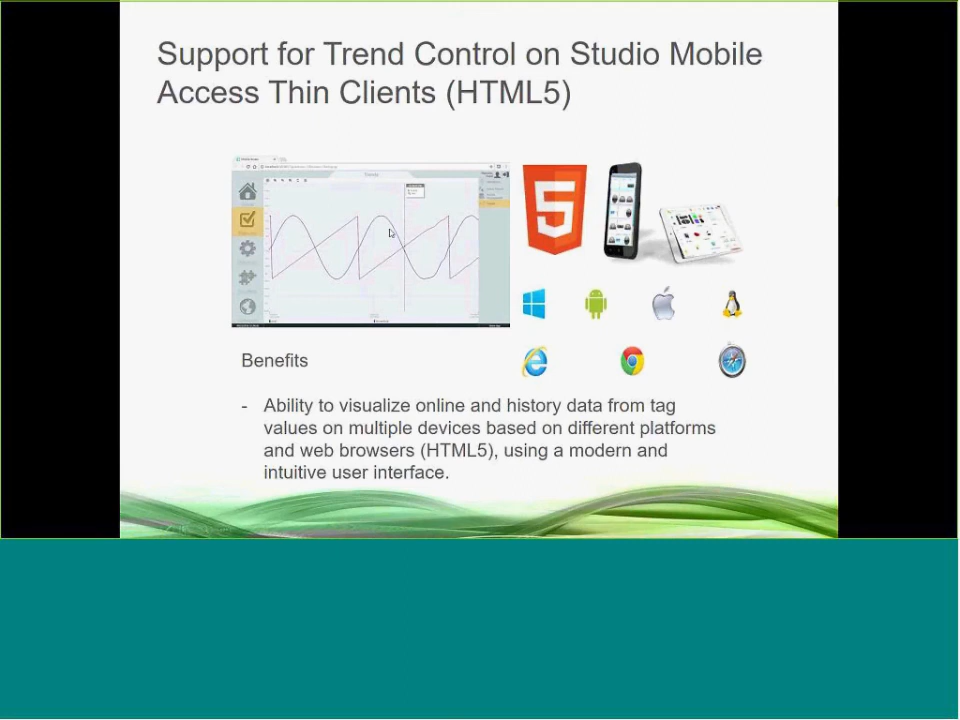 Support for Trend Control on Studio Mobile
Access Thin Clients (HTML5)
Trends
5
Benefits
- Ability to visualize online and history data from tag
values on multiple devices based on different platforms
and web browsers (HTML5), using a modern and
intuitive user interface.